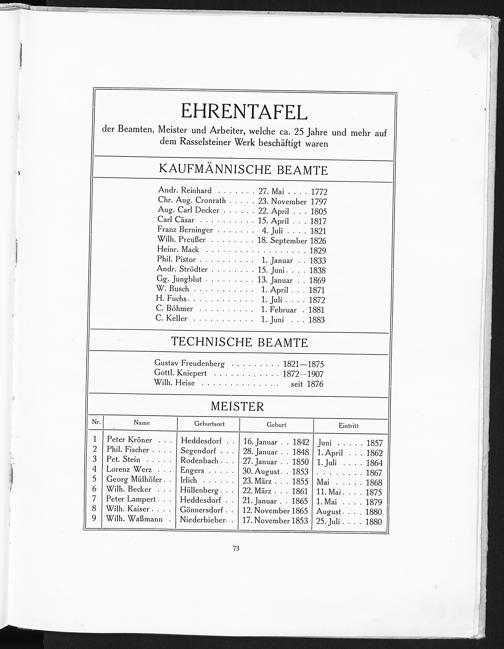 EHRENTAFEL
der Beamten, Meister und Arbeiter, welche ca. 25 Jahre und mehr auf
dem Rasselsteiner Werk beschäftigt waren
KAUFMÄNNISCHE BEAMTE
Andr. Reinhard . . . . . . . 27. Mai . . . . 1772
Chr. Aug. Cronrath . . . . . 23. November 1797
Aug. Carl Decker . . . . . . 22. April . . . 1805
Carl Cäsar . . . . . . . . . 15. April . . . 1817
Franz Berninger . . . . . . . 4. Juli . . . . 1821
Wilh. Preußer . . . . . . . 18. September 1826
Heinr. Mack . . . . . . . . . . . . . . . . 1829
Phil. Pistor . . . . . . . . . 1. Januar . . 1833
Andr. Strödter . . . . . . . 15. Juni . . . . 1838
Gg. Jungblut . . . . . . . . 13. Januar . . 1869
W. Busch . . . . . . . . . . 1. April . . . 1871
H. Fuchs . . . . . . . . . . 1. Juli . . . . 1872
C. Böhmer . . . . . . . . . 1. Februar . 1881
C. Keller . . . . . . . . . . 1. Juni . . . 1883
TECHNISCHE BEAMTE
Gustav Freudenberg . . . . . . . . . 1821—1875
Gottl. Kniepert . . . . . . . . . . . 1872—1907
Wilh. Heise . . . . . . . . . . . . . seit 1876
MEISTER
Nr. Name Geburtsort Geburt Eintritt
1 Peter Kröner . . . Heddesdorf . . 16. Januar . . 1842 Juni . . . . . 1857
2 Phil. Fischer . . . . Segendorf . . . 28. Januar . . 1848 1. April . . . . 1862
3 Pet. Stein . . . . . Rodenbach . . . 27. Januar . . 1850 1. Juli . . . . 1864
4 Lorenz Werz . . . Engers . . . . 30. August . . 1853 . . . . . . . . 1867
5 Georg Mülhöfer . . Irlich . . . . . 23. März . . . 1855 Mai . . . . . 1868
6 Wilh. Becker . . . Hüllenberg . . . 22. März . . . 1861 11. Mai . . . . 1875
7 Peter Lampert . . . Heddesdorf . . 21. Januar . . 1865 1. Mai . . . . 1879
8 Wilh. Kaiser . . . . Gönnersdorf . . 12. November 1865 August . . . . 1880
9 Wilh. Waßmann . . Niederbieber . . 17. November 1853 25. Juli . . . . 1880
73